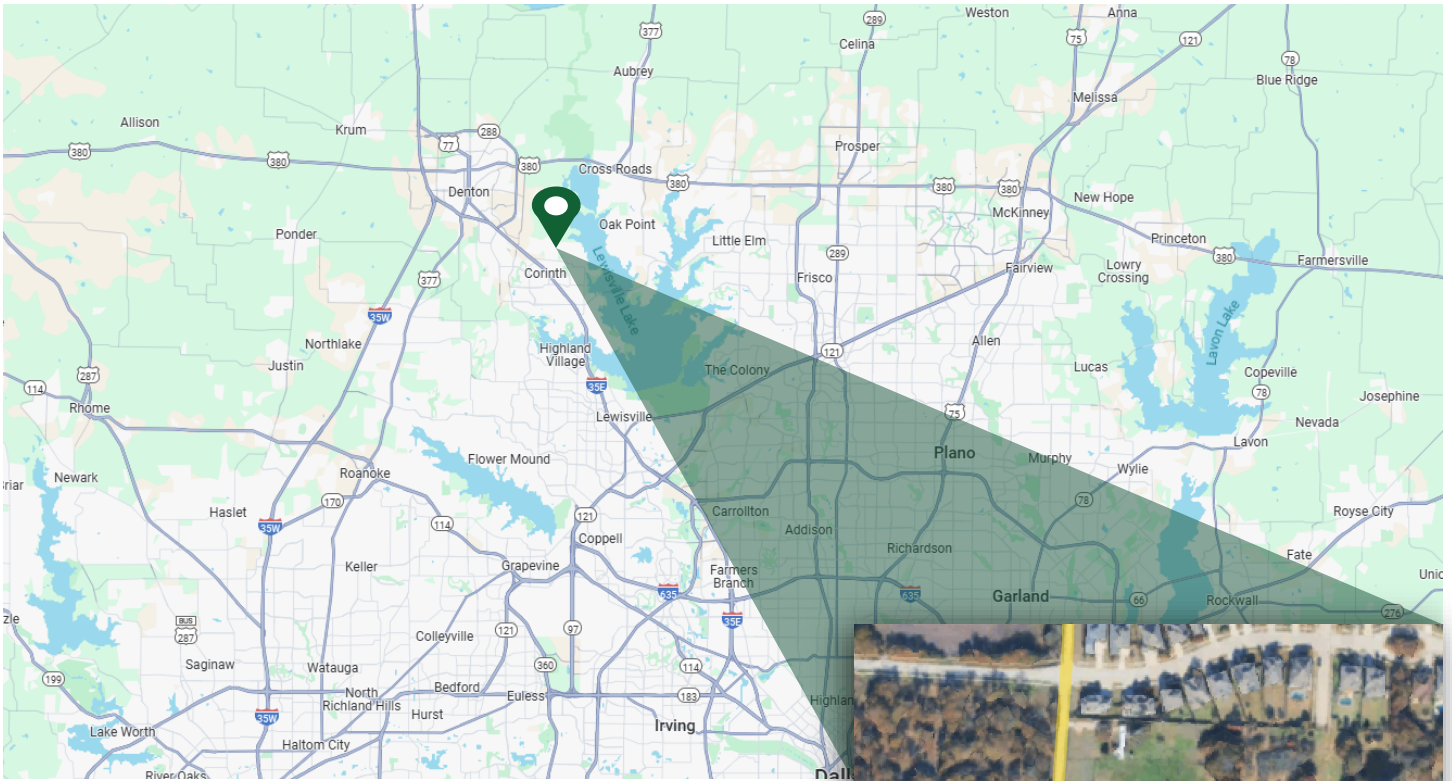 Weston
Anna
377
289
75
121
Celina
78
Aubrey
Blue Ridge
Melissa
Allison
Krum
288
77
Prosper
380
380
380
Cross Roads
380
380
380
Denton
New Hope
McKinney
Oak Point
Ponder
Little Elm
Princeton
289
380
Farmersville
Corinth
377
Frisco
Fairview
Lowry
Crossing
Lewisville Lake
35W
Lavon Lake
Northlake
Highland
Village
121
Allen
Justin
The Colony
Lucas
Copeville
287
114
35E
78
Josephine
Rhome
Lewisville
75
Nevada
Lavon
Plano
Flower Mound
Murphy
Wylie
Roanoke
Newark
170
78
Haslet
35W
114
121
Carrollton
Royse City
Coppell
Addison
Richardson
Fate
Keller
Grapevine
Farmers
Branch
635
635
Garland
66
Rockwall
276
BUS
287
35E
Colleyville
121
97
Saginaw
Watauga
360
114
199
North
Richland Hills
Bedford
Euless
183
35W
Hurst
Irving
Lake Worth
Haltom City
River Oaks